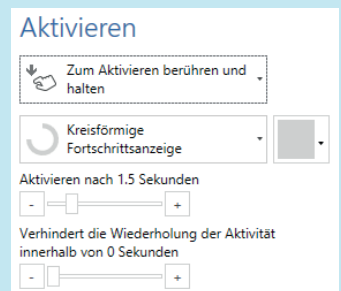 Aktivieren
Zum Aktivieren berühren und
halten
Kreisförmige
Fortschrittsanzeige
Aktivieren nach 1.5 Sekunden
- +
Verhindert die Wiederholung der Aktivität
innerhalb von 0 Sekunden
- +